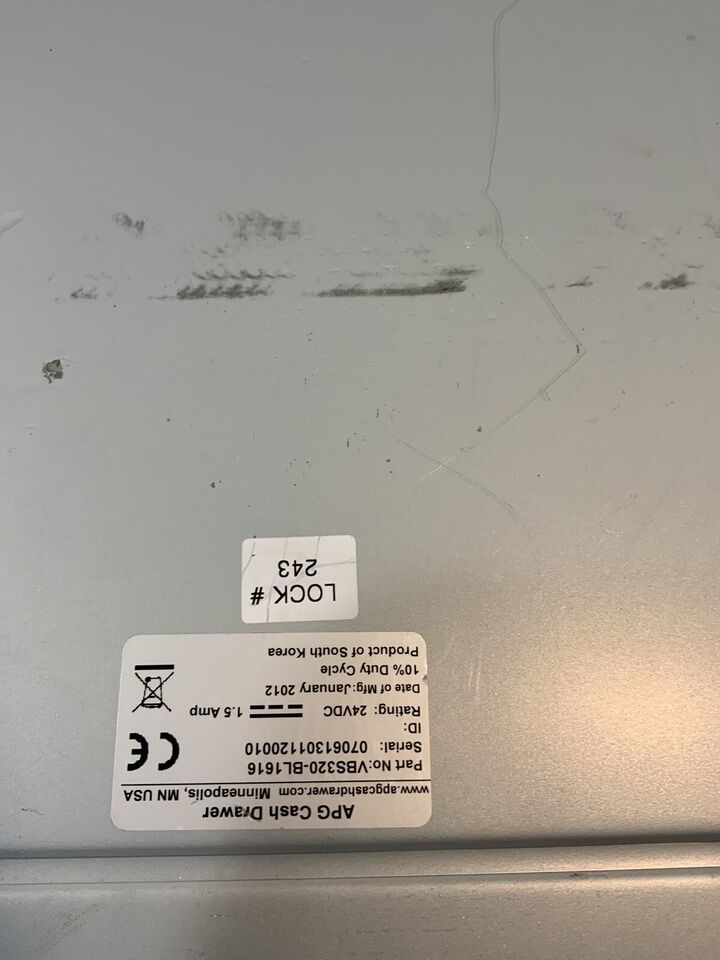 APG Cash Drawer
www.apgcashdrawer.com Minneapolis, MN USA
Part No:VBS320-BL1616
Serial: 07061301120010
ID:
Rating: 24VDC 1.5 Amp
Date of Mfg:January 2012
10% Duty Cycle
Product of South Korea
CE
LOCK #
243